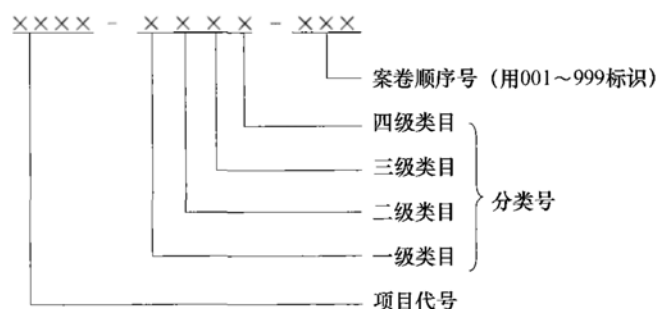 ×××× - × × × × - ×××
案卷顺序号 (用001～999标识)
四级类目
三级类目
分类号
二级类目
一级类目
项目代号